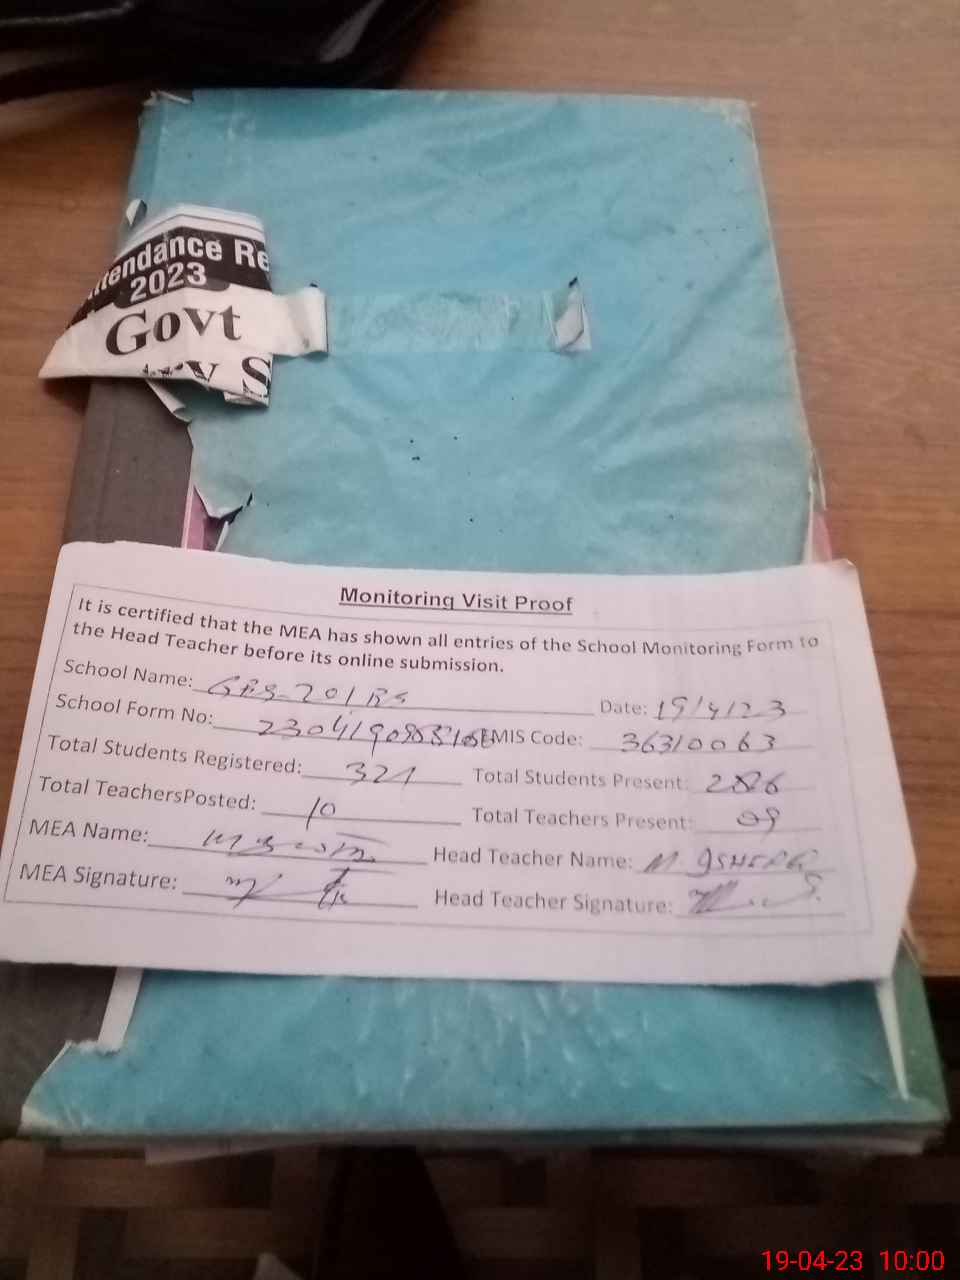 ttendance Re
2023
Govt
ry S
Monitoring Visit Proof
It is certified that the MEA has shown all entries of the School Monitoring Form to
the Head Teacher before its online submission.
School Name: Date: 19/4/23
School Form No: EMIS Code: 36310063
Total Students Registered: 321 Total Students Present: 286
Total TeachersPosted: 10 Total Teachers Present: 09
MEA Name: Head Teacher Name: M
MEA Signature: Head Teacher Signature:
19-04-23 10:00